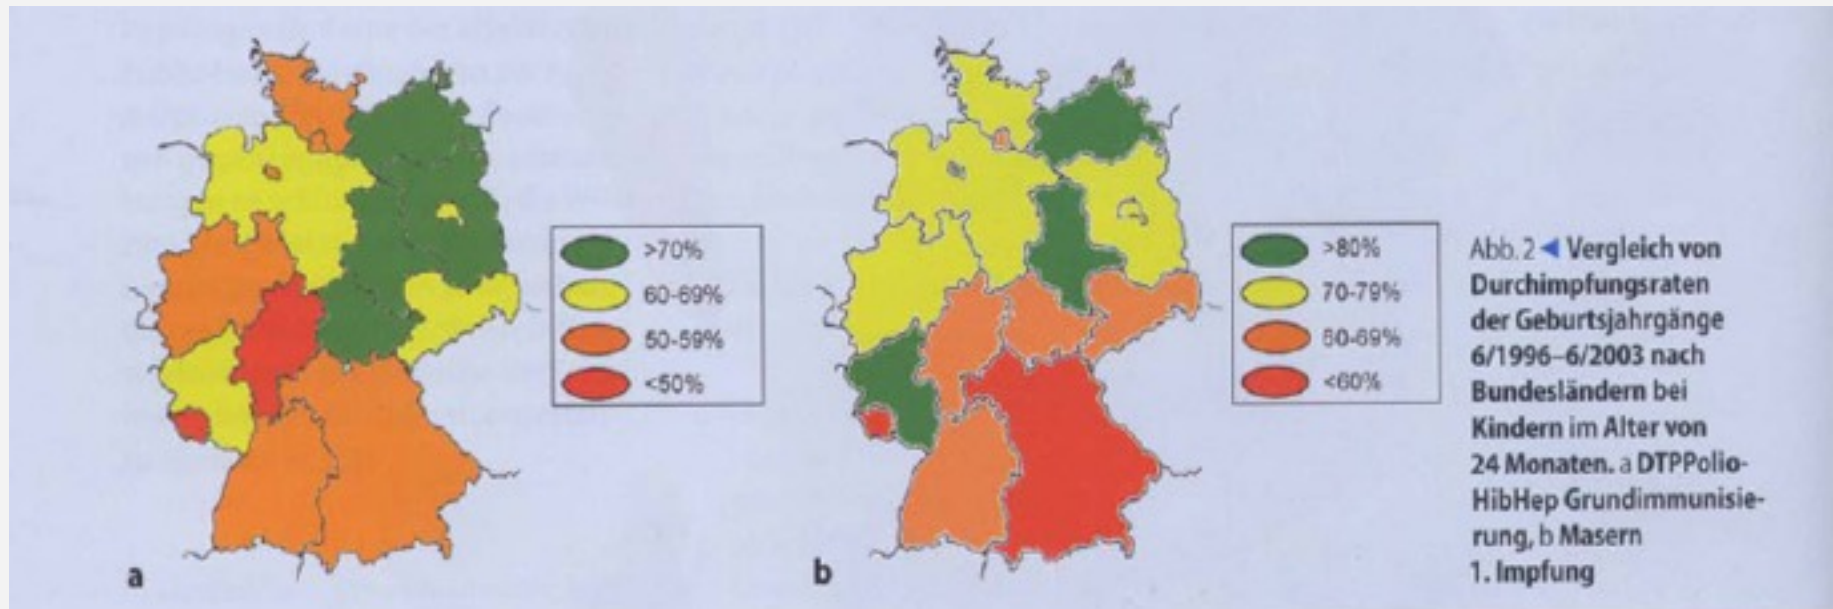 >70%
60-69%
50-59%
<50%
a
>80%
70-79%
60-69%
<60%
b
Abb. 2 ◄ Vergleich von
Durchimpfungsraten
der Geburtsjahrgänge
6/1996–6/2003 nach
Bundesländern bei
Kindern im Alter von
24 Monaten. a DTPPolio-
HibHep Grundimmunisie-
rung, b Masern
1. Impfung